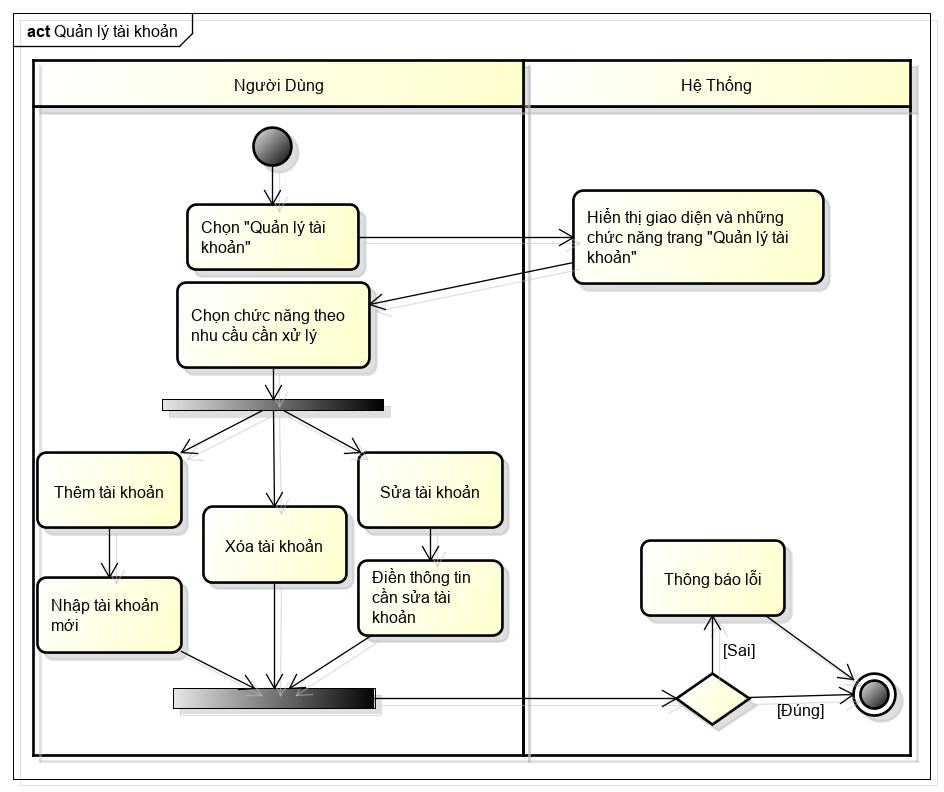 act Quản lý tài khoản
Người Dùng
Hệ Thống
Chọn "Quản lý tài
khoản"
Hiển thị giao diện và những
chức năng trang "Quản lý tài
khoản"
Chọn chức năng theo
nhu cầu cần xử lý
Thêm tài khoản
Sửa tài khoản
Xóa tài khoản
Nhập tài khoản
mới
Điền thông tin
cần sửa tài
khoản
Thông báo lỗi
[Sai]
[Đúng]